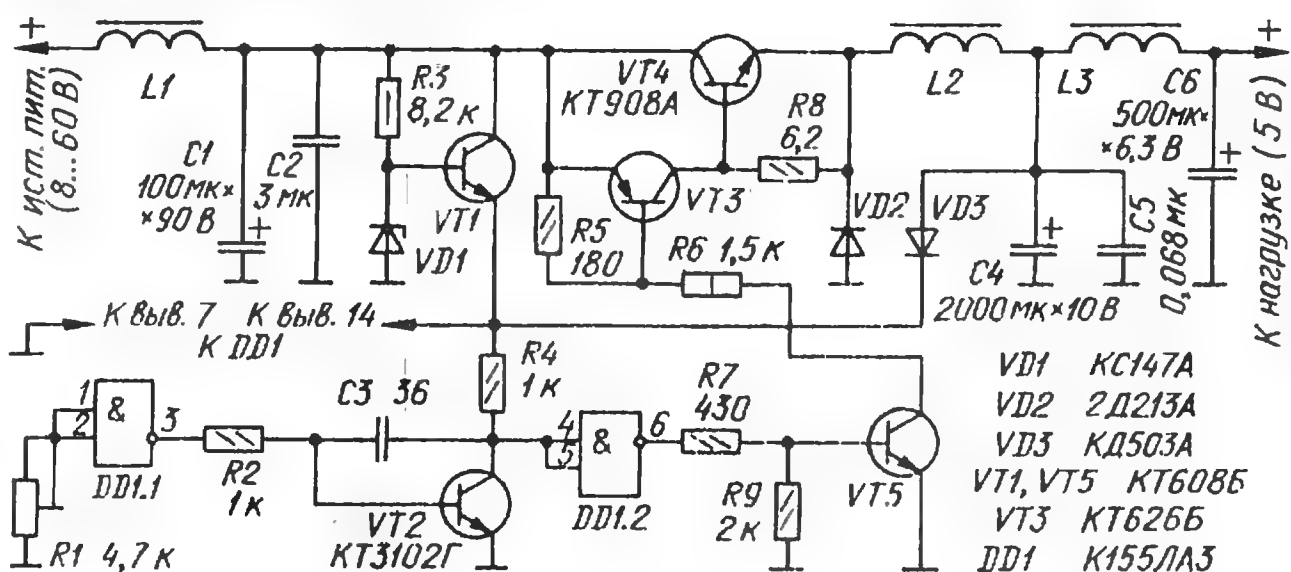 +
К ист. пит.
(8...60 В)
L1
C1
100мк×
×90 В
+
C2
3 мк
R3
8,2 к
VT1
VD1
VT4
КТ908А
R5
180
VT3
R6 1,5 к
R8
6,2
VD2
VD3
L2
L3
C4
2000мк×10 В
+
C5
0,068мк
C6
500мк×
×6,3 В
+
+
К нагрузке (5 В)
К выв. 7 К выв. 14
К DD1
R4
1 к
1
2
&
3
DD1.1
R1 4,7 к
R2
1 к
C3 36
VT2
КТ3102Г
4
5
&
6
DD1.2
R7
430
R9
2 к
VT5
VD1 КС147А
VD2 2Д213А
VD3 КД503А
VT1, VT5 КТ608Б
VT3 КТ626Б
DD1 К155ЛА3